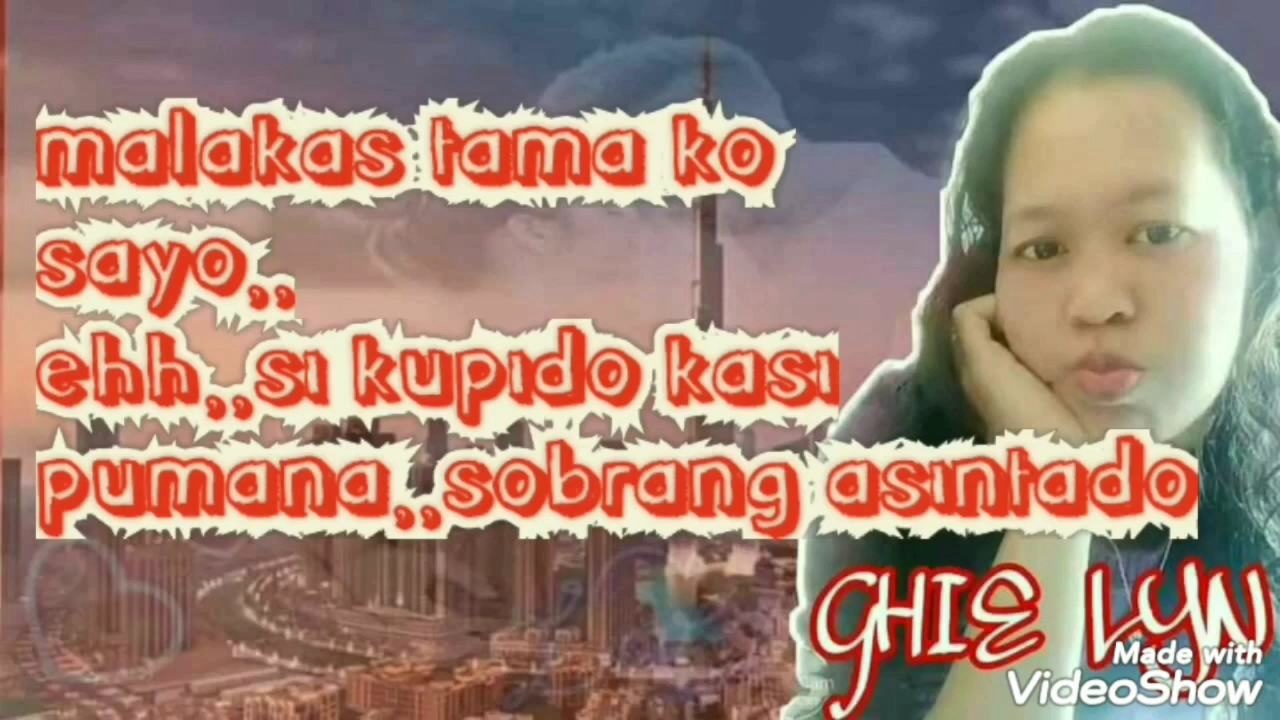 malakas tama ko
sayo,,
ehh,,si kupido kasi
pumana,,sobrang asintado
GHIE LYN
Made with
VideoShow